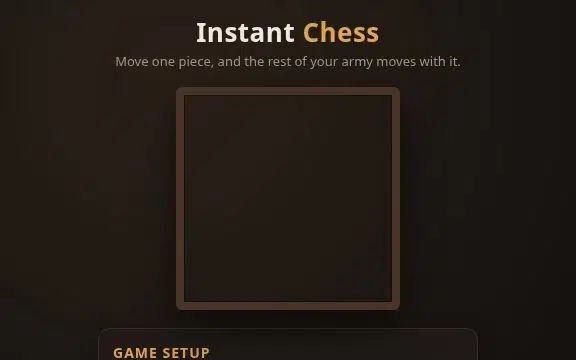 Instant Chess
Move one piece, and the rest of your army moves with it.
GAME SETUP